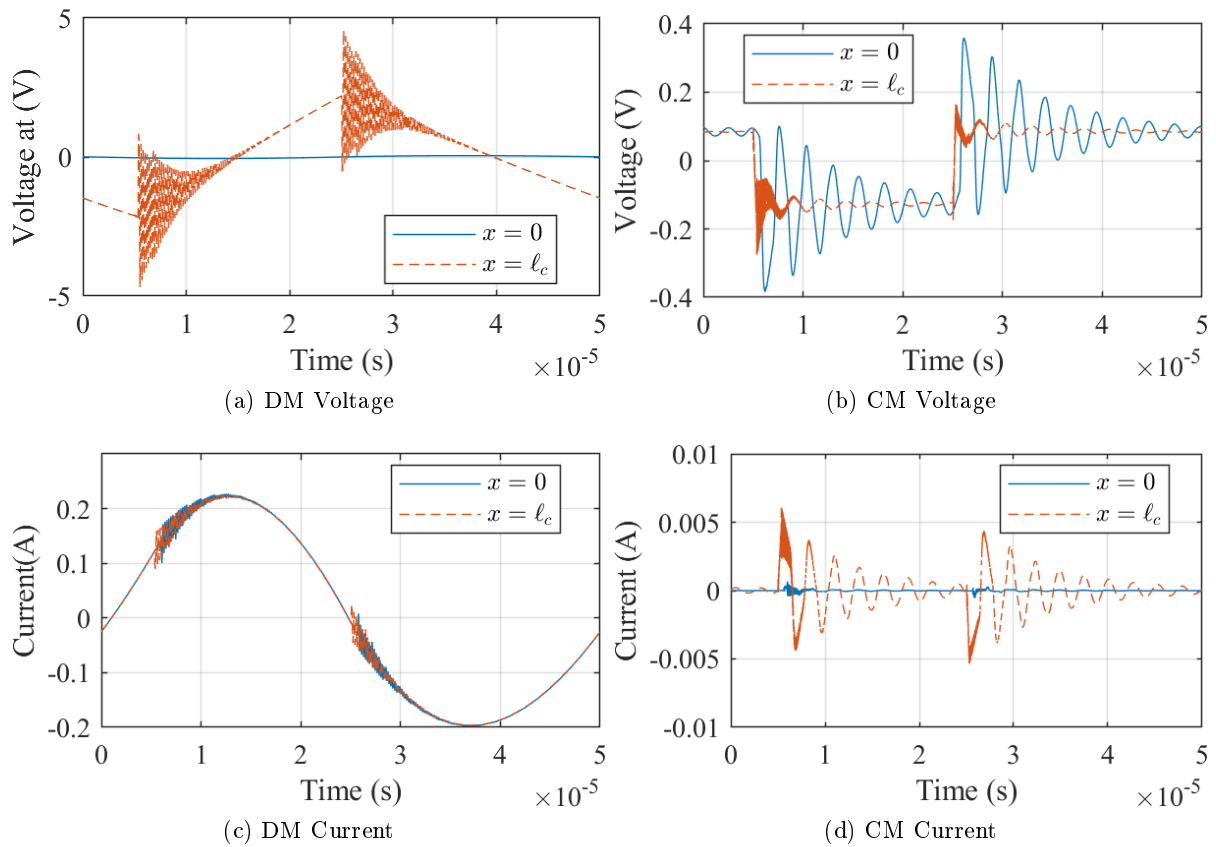 5
0
-5
Voltage at (V)
x = 0
x = ℓc
0 1 2 3 4 5
Time (s)
×10⁻⁵
(a) DM Voltage
0.4
0.2
0
-0.2
-0.4
Voltage (V)
x = 0
x = ℓc
0 1 2 3 4 5
Time (s)
×10⁻⁵
(b) CM Voltage
0.2
0.1
0
-0.1
-0.2
Current(A)
x = 0
x = ℓc
0 1 2 3 4 5
Time (s)
×10⁻⁵
(c) DM Current
0.01
0.005
0
-0.005
-0.01
Current (A)
x = 0
x = ℓc
0 1 2 3 4 5
Time (s)
×10⁻⁵
(d) CM Current